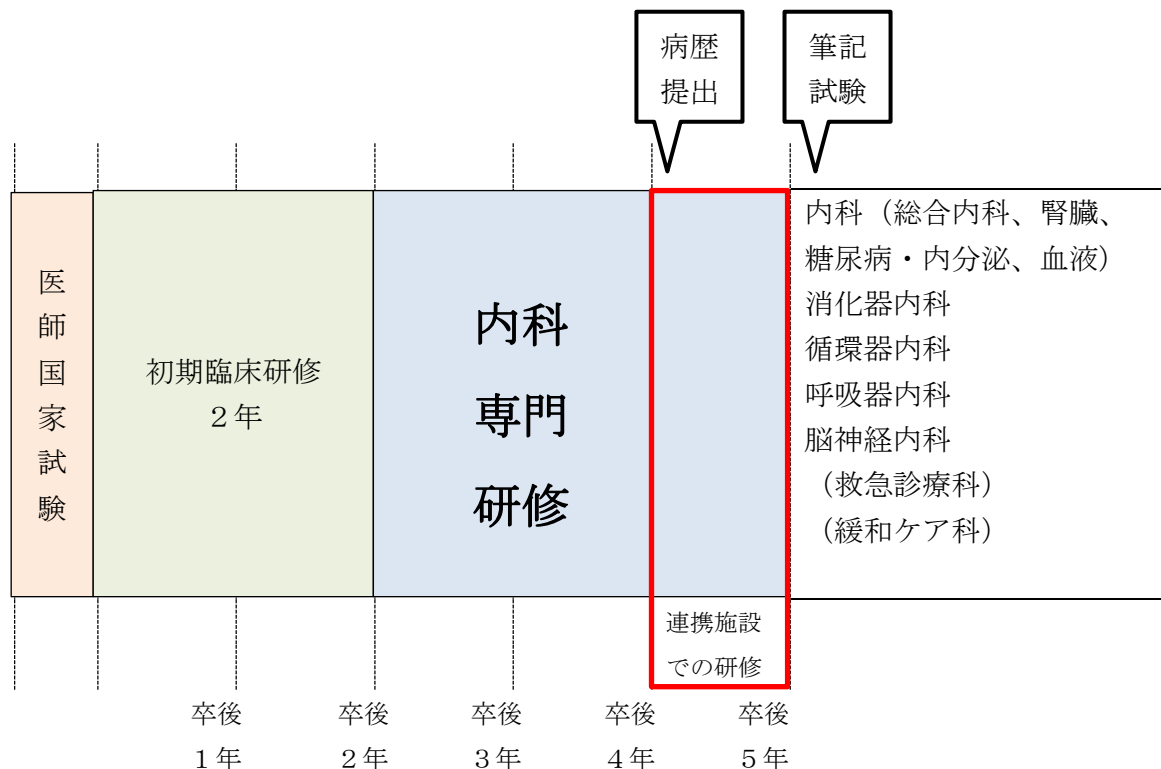 病歴
提出
筆記
試験
医
師
国
家
試
験
初期臨床研修
２年
内科
専門
研修
内科（総合内科、腎臓、
糖尿病・内分泌、血液）
消化器内科
循環器内科
呼吸器内科
脳神経内科
（救急診療科）
（緩和ケア科）
連携施設
での研修
卒後
１年
卒後
２年
卒後
３年
卒後
４年
卒後
５年